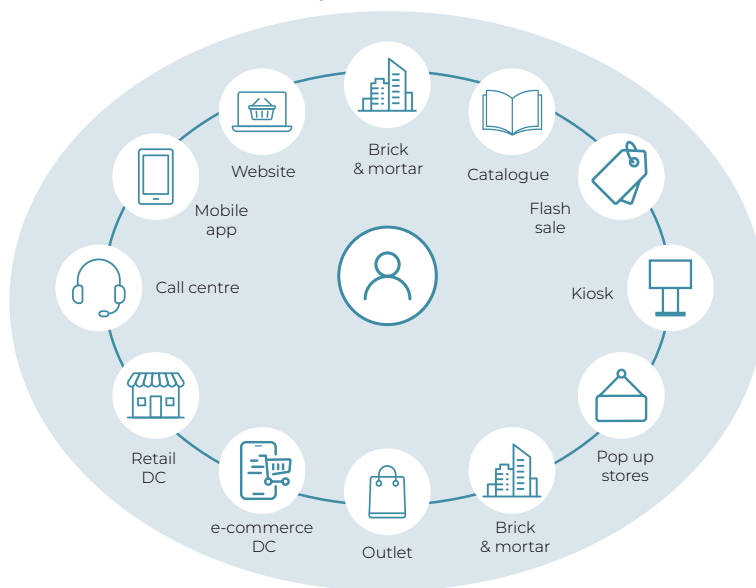 Brick
& mortar
Website
Catalogue
Mobile
app
Flash
sale
Call centre
Kiosk
Retail
DC
Pop up
stores
e-commerce
DC
Outlet
Brick
& mortar